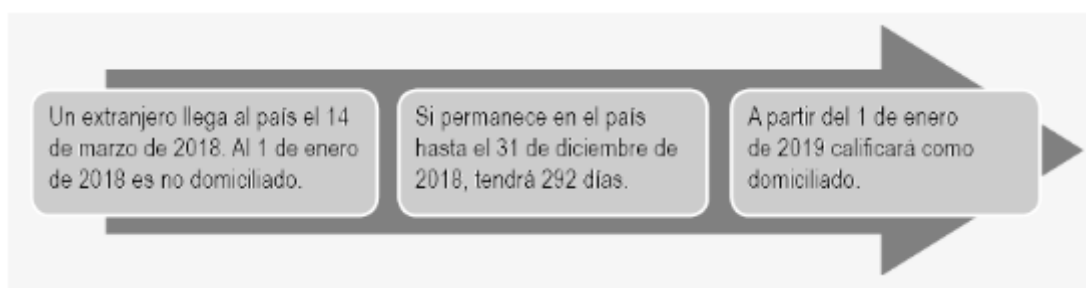 Un extranjero llega al país el 14
de marzo de 2018. Al 1 de enero
de 2018 es no domiciliado.
Si permanece en el país
hasta el 31 de diciembre de
2018, tendrá 292 días.
A partir del 1 de enero
de 2019 calificará como
domiciliado.